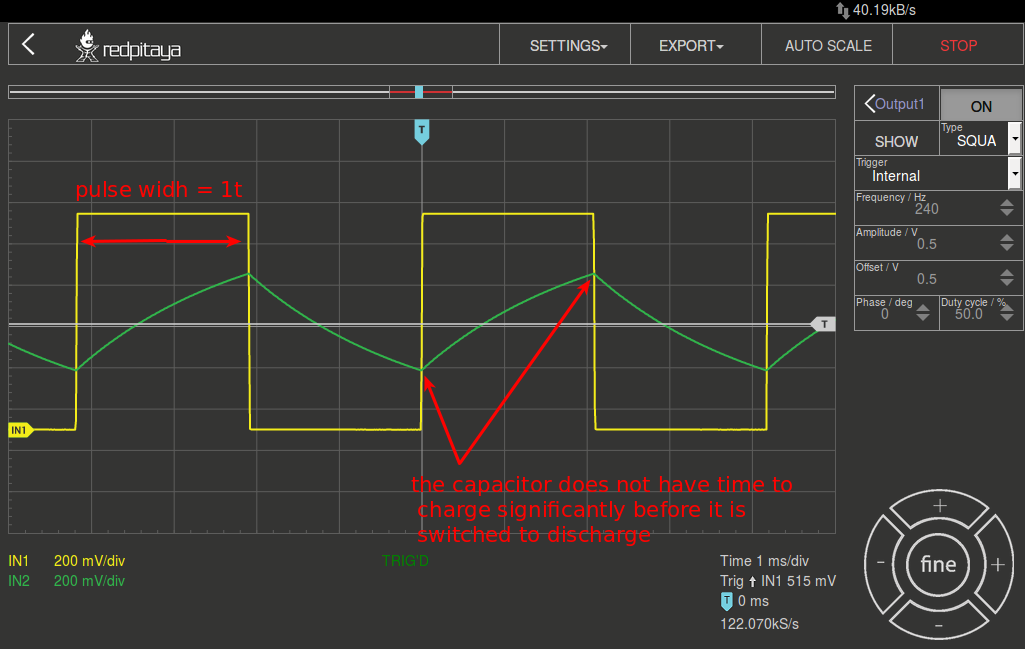 40.19kB/s
redpitaya
SETTINGS
EXPORT
AUTO SCALE
STOP
Output1
ON
SHOW
Type
SQUA
Trigger
Internal
Frequency / Hz
240
Amplitude / V
0.5
Offset / V
0.5
Phase / deg
0
Duty cycle / %
50.0
T
pulse widh = 1t
T
IN1
the capacitor does not have time to
charge significantly before it is
switched to discharge
IN1 200 mV/div
IN2 200 mV/div
TRIG'D
Time 1 ms/div
Trig IN1 515 mV
T 0 ms
122.070kS/s
+
- fine +
-